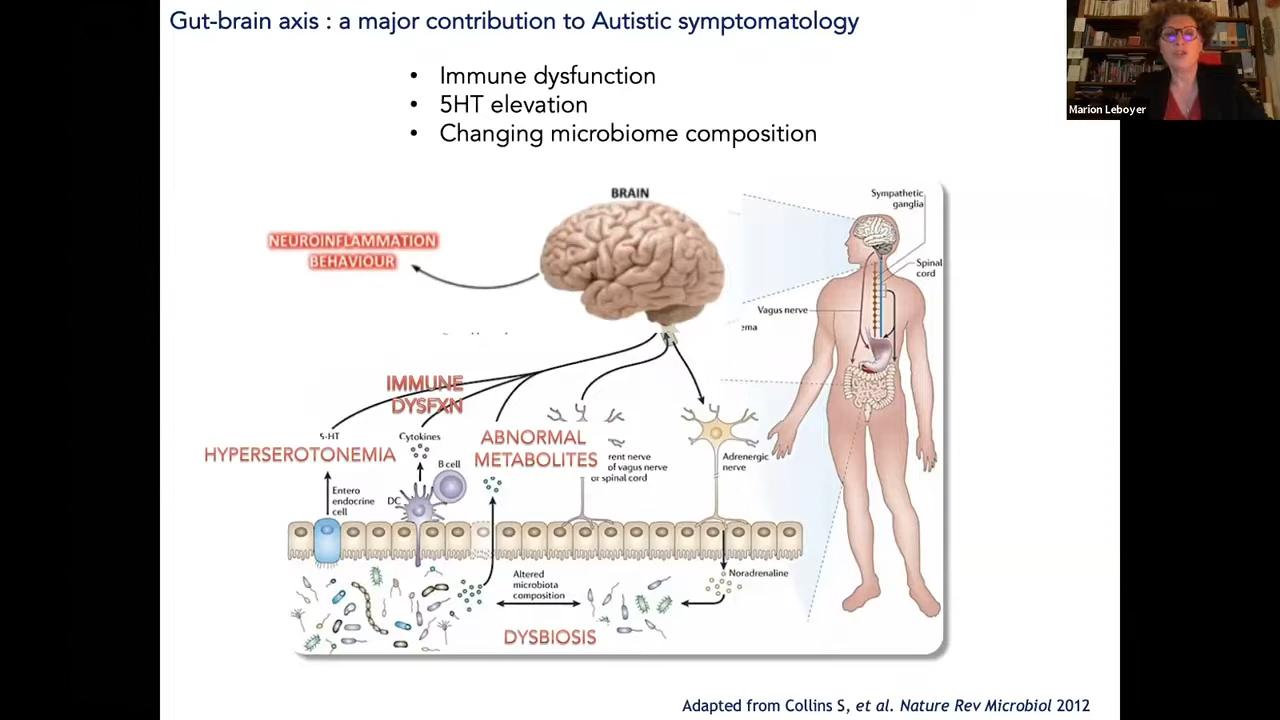 Gut-brain axis : a major contribution to Autistic symptomatology
Marion Leboyer
• Immune dysfunction
• 5HT elevation
• Changing microbiome composition
BRAIN
Sympathetic
ganglia
NEUROINFLAMMATION
BEHAVIOUR
Spinal
cord
Vagus nerve
ema
IMMUNE
DYSFXN
5-HT
Cytokines
HYPERSEROTONEMIA
ABNORMAL
METABOLITES
rent nerve
of vagus nerve
or spinal cord
Adrenergic
nerve
B cell
DC
Entero
endocrine
cell
Altered
microbiota
composition
Noradrenaline
DYSBIOSIS
Adapted from Collins S, et al. Nature Rev Microbiol 2012